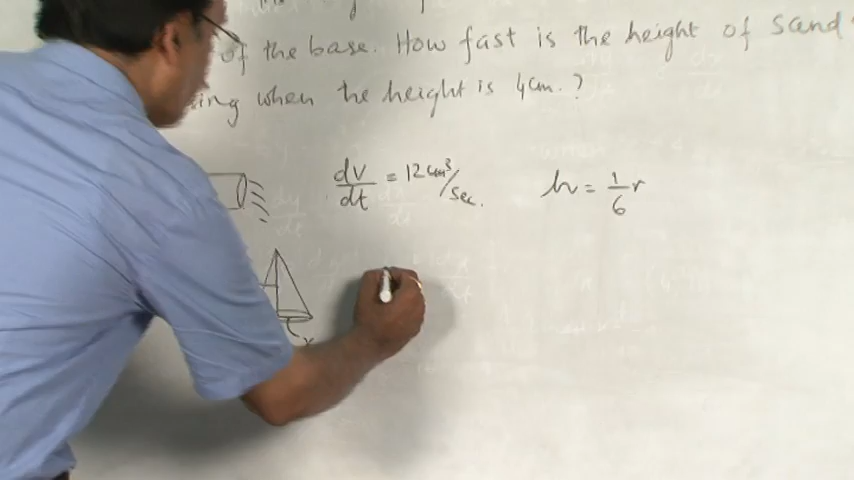 of the base. How fast is the height of sand
when the height is 4cm.?
dv/dt = 12 cm³/sec.
h = 1/6 r
r